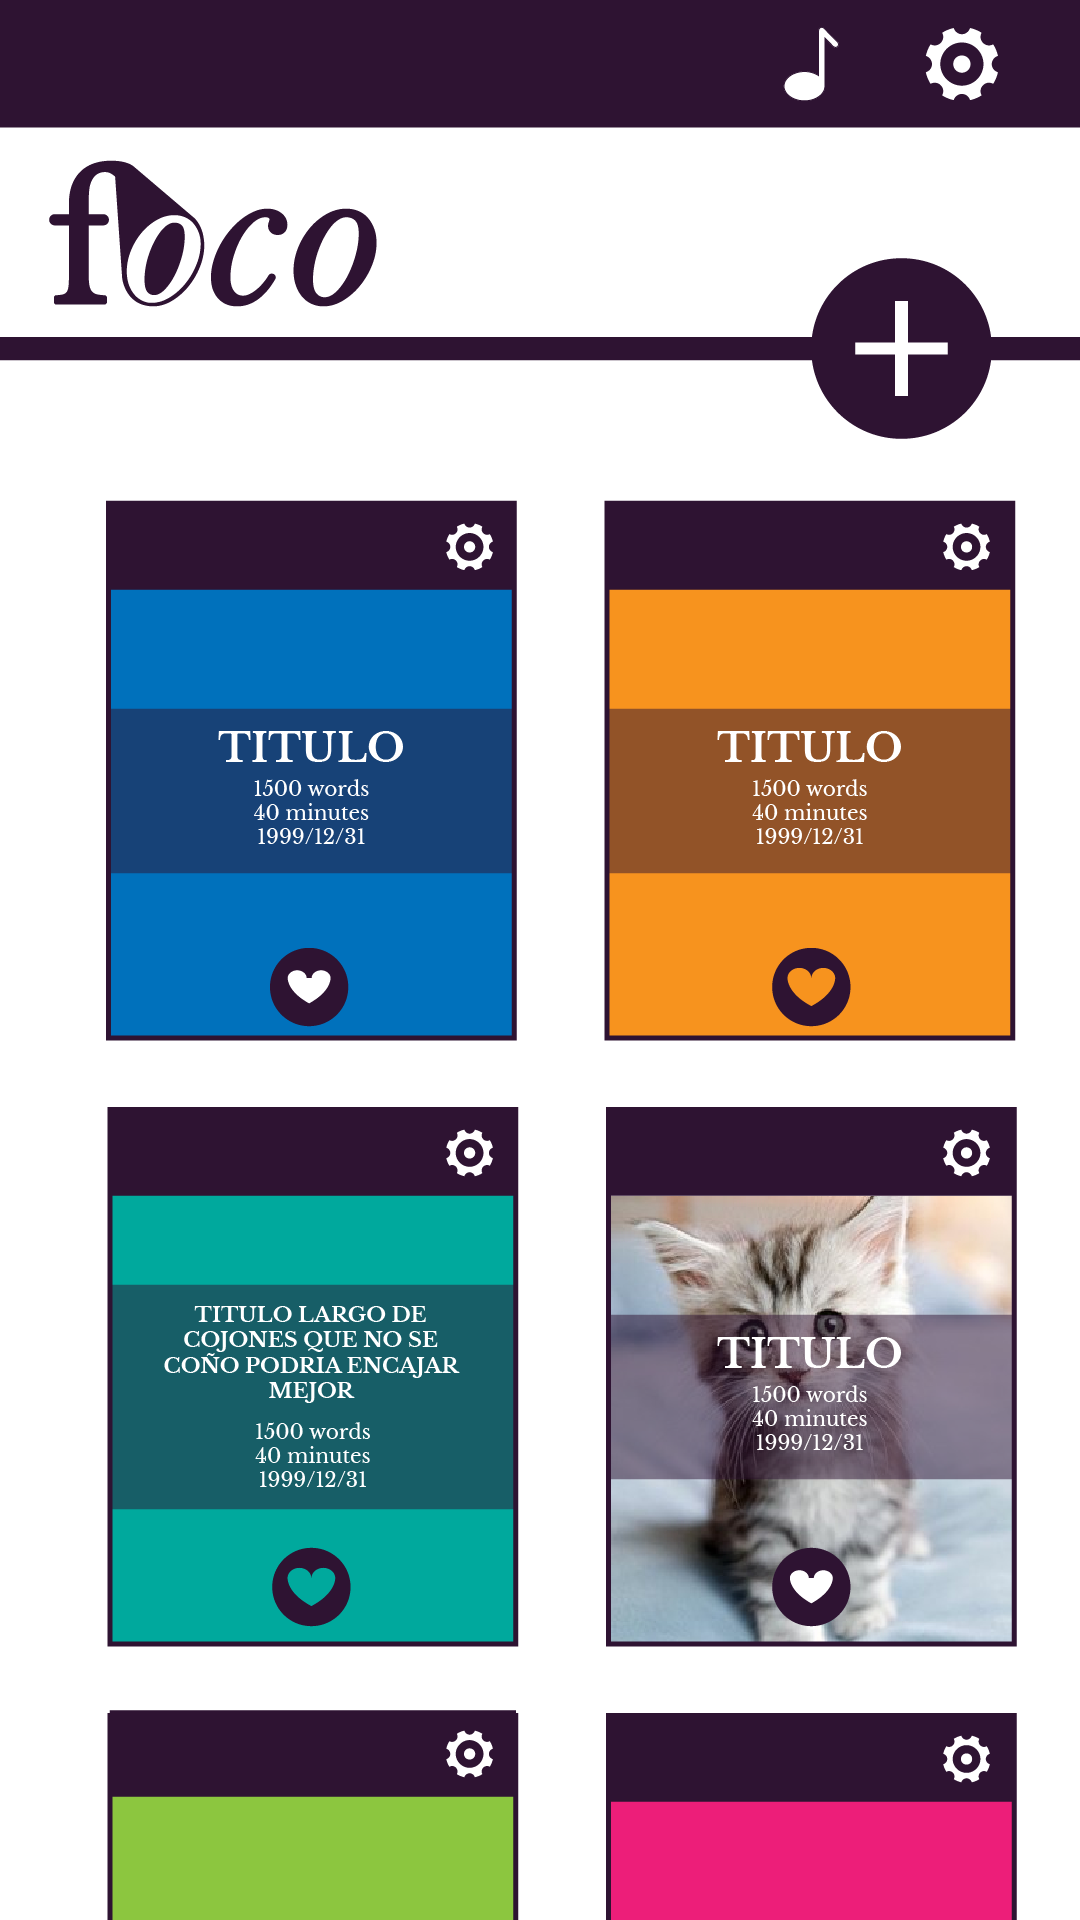 foco
TITULO
1500 words
40 minutes
1999/12/31
TITULO
1500 words
40 minutes
1999/12/31
TITULO LARGO DE
COJONES QUE NO SE
COÑO PODRIA ENCAJAR
MEJOR
1500 words
40 minutes
1999/12/31
TITULO
1500 words
40 minutes
1999/12/31